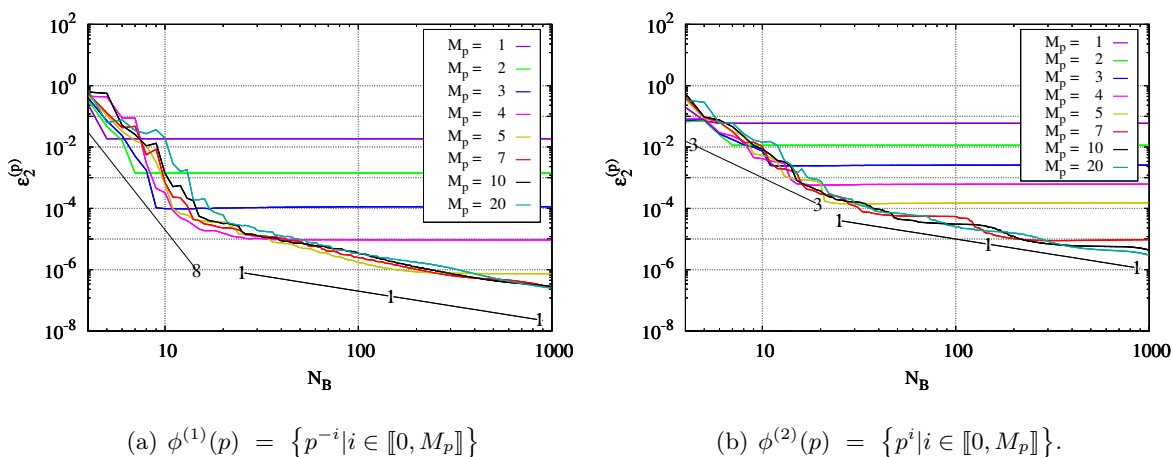 10^2
10^0
10^-2
10^-4
10^-6
10^-8
ε_2^(p)
M_p = 1
M_p = 2
M_p = 3
M_p = 4
M_p = 5
M_p = 7
M_p = 10
M_p = 20
8
1
1
1
10 100 1000
N_B
(a) ϕ^(1)(p) = {p^-i|i ∈ ⟦0, M_p⟧}
10^2
10^0
10^-2
10^-4
10^-6
10^-8
ε_2^(p)
M_p = 1
M_p = 2
M_p = 3
M_p = 4
M_p = 5
M_p = 7
M_p = 10
M_p = 20
3
3
1
1
1
10 100 1000
N_B
(b) ϕ^(2)(p) = {p^i|i ∈ ⟦0, M_p⟧}.